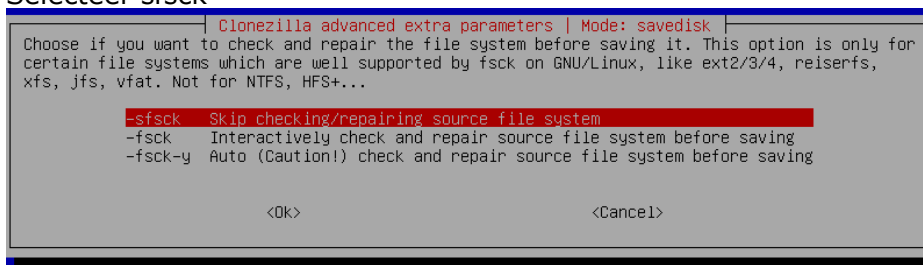 Selecteer sfsck
Clonezilla advanced extra parameters | Mode: savedisk
Choose if you want to check and repair the file system before saving it. This option is only for
certain file systems which are well supported by fsck on GNU/Linux, like ext2/3/4, reiserfs,
xfs, jfs, vfat. Not for NTFS, HFS+...
-sfsck Skip checking/repairing source file system
-fsck Interactively check and repair source file system before saving
-fsck-y Auto (Caution!) check and repair source file system before saving
<Ok> <Cancel>